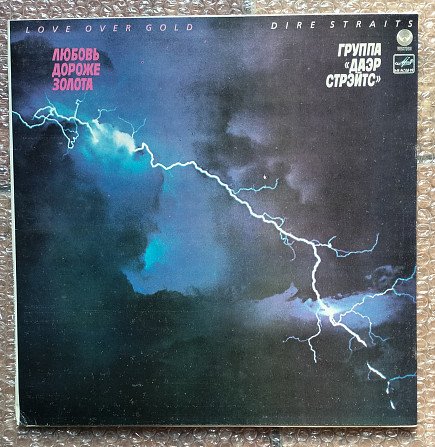 LOVE OVER GOLD
DIRE STRAITS
ЛЮБОВЬ
ДОРОЖЕ
ЗОЛОТА
ГРУППА
«ДАЭР
СТРЭЙТС»